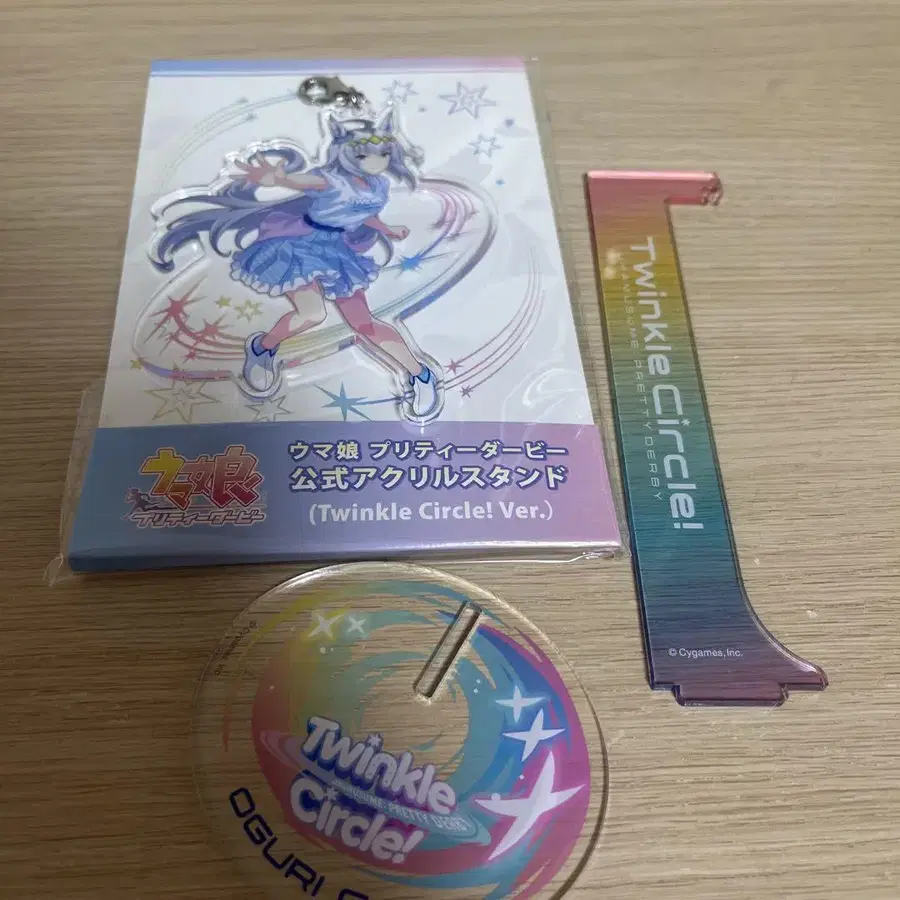 ウマ娘
プリティーダービー
ウマ娘 プリティーダービー
公式アクリルスタンド
(Twinkle Circle! Ver.)
Twinkle Circle!
UMAMUSUME PRETTY DERBY
© Cygames, Inc.
Twinkle
PRETTY DERBY
Circle!
OGURI